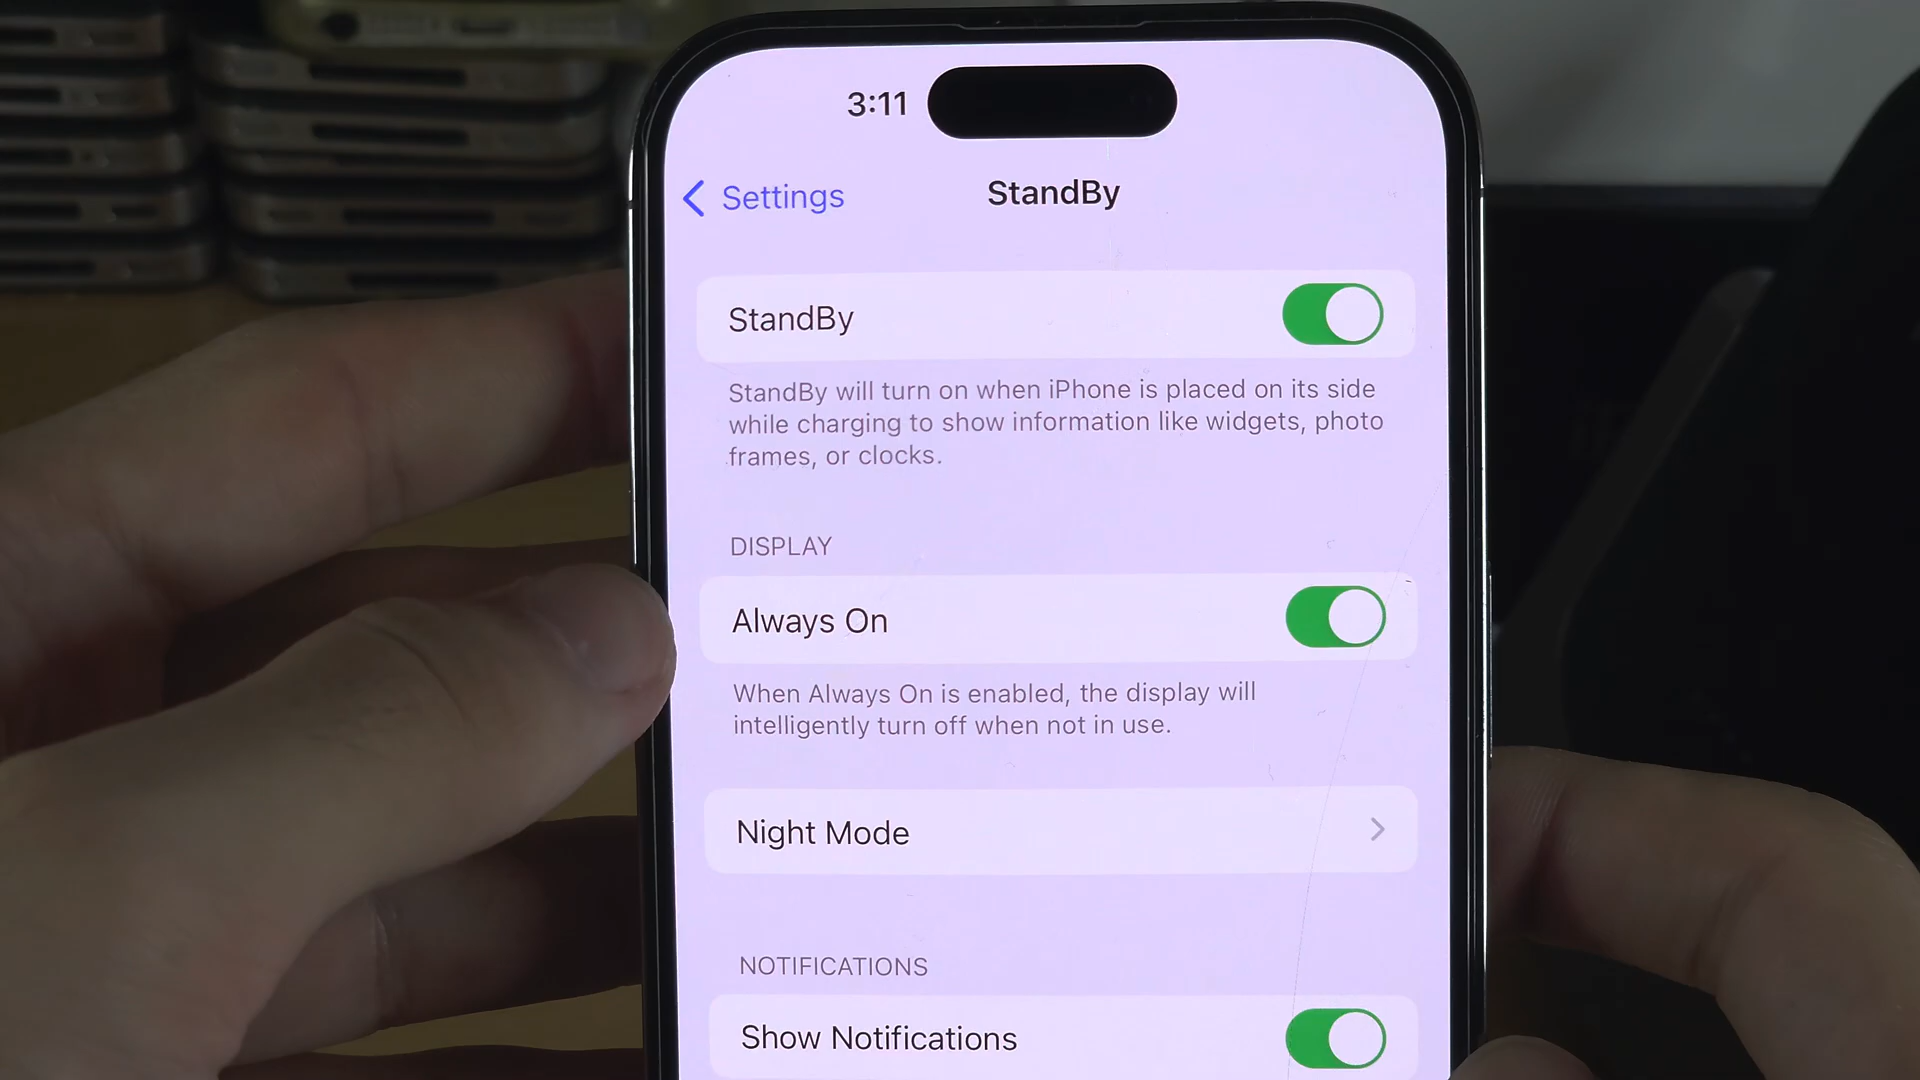 3:11
Settings
StandBy
StandBy
StandBy will turn on when iPhone is placed on its side
while charging to show information like widgets, photo
frames, or clocks.
DISPLAY
Always On
When Always On is enabled, the display will
intelligently turn off when not in use.
Night Mode
NOTIFICATIONS
Show Notifications